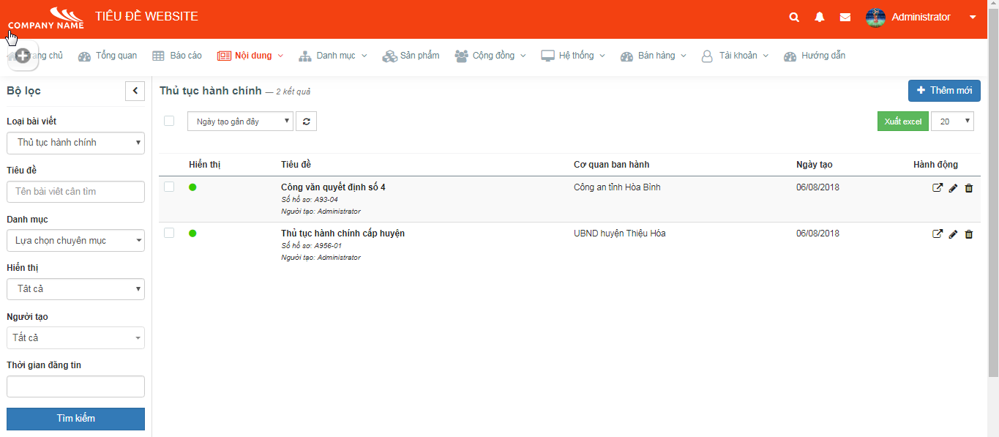 COMPANY NAME
TIÊU ĐỀ WEBSITE
Administrator
ang chủ
Tổng quan
Báo cáo
Nội dung
Danh mục
Sản phẩm
Cộng đồng
Hệ thống
Bán hàng
Tài khoản
Hướng dẫn
Bộ lọc
Thủ tục hành chính — 2 kết quả
Thêm mới
Loại bài viết
Thủ tục hành chính
Tiêu đề
Tên bài viết cần tìm
Danh mục
Lựa chọn chuyên mục
Hiển thị
Tất cả
Người tạo
Tất cả
Thời gian đăng tin
Tìm kiếm
Ngày tạo gần đây
Xuất excel
20
Hiển thị
Tiêu đề
Cơ quan ban hành
Ngày tạo
Hành động
Công văn quyết định số 4
Công an tỉnh Hòa Bình
06/08/2018
Số hồ sơ: A93-04
Người tạo: Administrator
Thủ tục hành chính cấp huyện
UBND huyện Thiệu Hóa
06/08/2018
Số hồ sơ: A956-01
Người tạo: Administrator